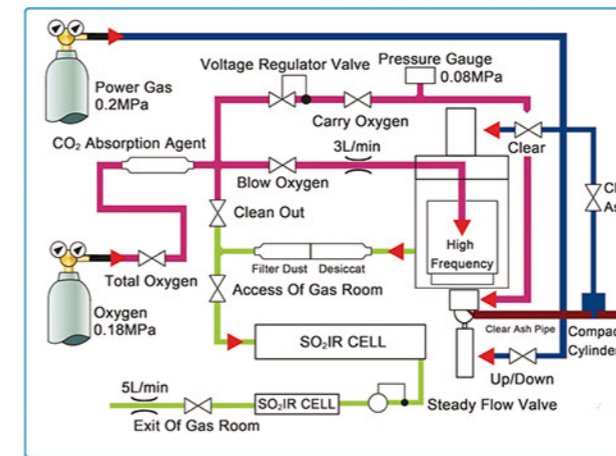 Power Gas
0.2MPa
Voltage Regulator Valve
Pressure Gauge
0.08MPa
Carry Oxygen
Clear
CO₂ Absorption Agent
3L/min
Blow Oxygen
Clean Out
High
Frequency
Filter Dust
Desiccat
Total Oxygen
Access Of Gas Room
Oxygen
0.18MPa
Clear Ash Pipe
Compac
Cylinder
SO₂IR CELL
Up/Down
5L/min
SO₂IR CELL
Steady Flow Valve
Exit Of Gas Room